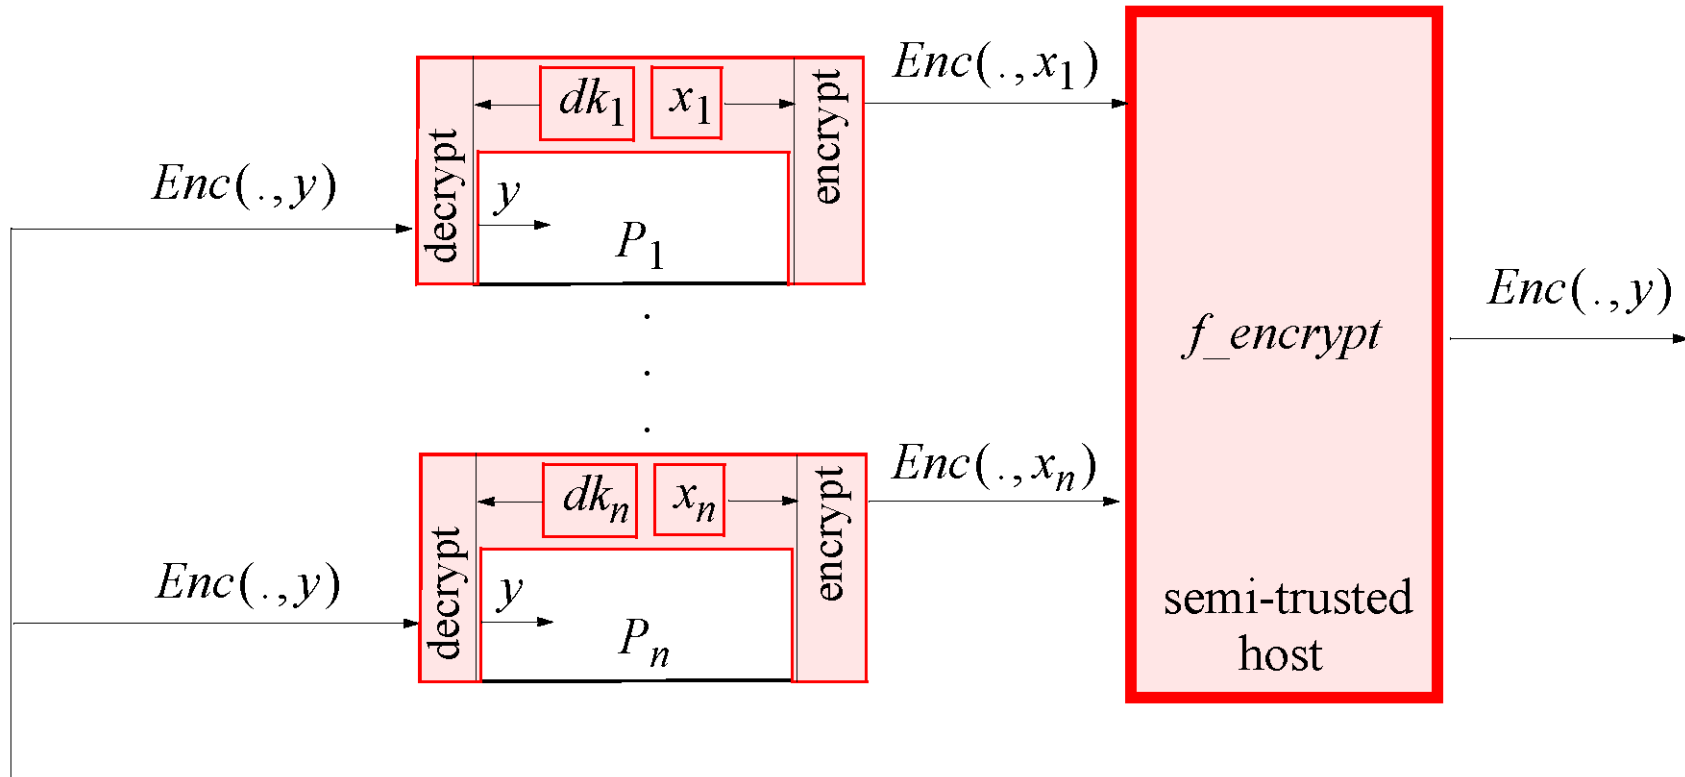 Enc(.,x₁)
dk₁ x₁
decrypt
encrypt
Enc(.,y)
y
P₁
Enc(.,y)
f_encrypt
.
.
.
Enc(.,xₙ)
dkₙ xₙ
decrypt
encrypt
Enc(.,y)
y
Pₙ
semi-trusted
host